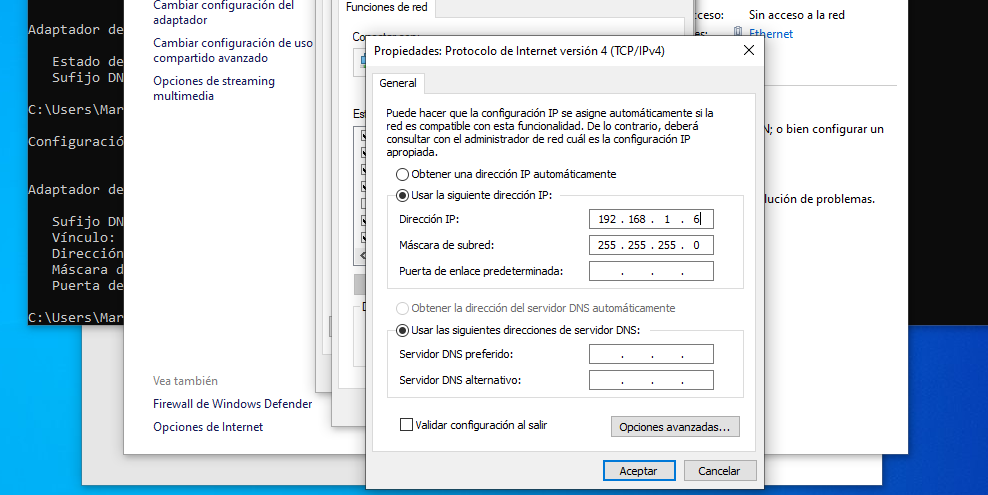 Adaptador de
Estado de
Sufijo DN
C:\Users\Mar
Configuració
Adaptador de
Sufijo DN
Vínculo:
Dirección
Máscara d
Puerta de
C:\Users\Mar
Cambiar configuración del
adaptador
Cambiar configuración de uso
compartido avanzado
Opciones de streaming
multimedia
Vea también
Firewall de Windows Defender
Opciones de Internet
Funciones de red
Sin acceso a la red
Ethernet
N; o bien configurar un
lución de problemas.
Propiedades: Protocolo de Internet versión 4 (TCP/IPv4)
General
Puede hacer que la configuración IP se asigne automáticamente si la
red es compatible con esta funcionalidad. De lo contrario, deberá
consultar con el administrador de red cuál es la configuración IP
apropiada.
Obtener una dirección IP automáticamente
Usar la siguiente dirección IP:
Dirección IP: 192 . 168 . 1 . 6
Máscara de subred: 255 . 255 . 255 . 0
Puerta de enlace predeterminada: . . .
Obtener la dirección del servidor DNS automáticamente
Usar las siguientes direcciones de servidor DNS:
Servidor DNS preferido: . . .
Servidor DNS alternativo: . . .
Validar configuración al salir
Opciones avanzadas...
Aceptar
Cancelar